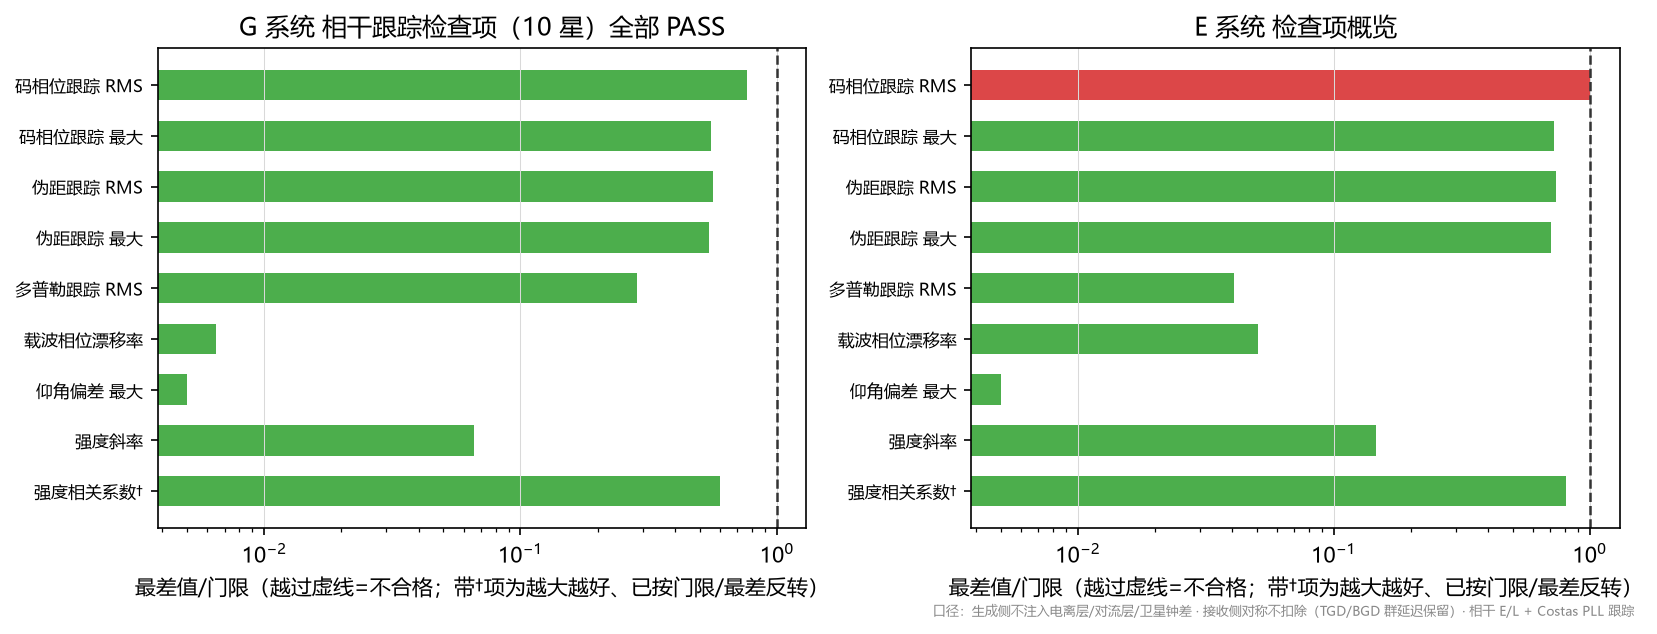 G 系统 相干跟踪检查项（10 星）全部 PASS
码相位跟踪 RMS
码相位跟踪 最大
伪距跟踪 RMS
伪距跟踪 最大
多普勒跟踪 RMS
载波相位漂移率
仰角偏差 最大
强度斜率
强度相关系数†
10⁻² 10⁻¹ 10⁰
最差值/门限（越过虚线=不合格；带†项为越大越好、已按门限/最差反转）
E 系统 检查项概览
码相位跟踪 RMS
码相位跟踪 最大
伪距跟踪 RMS
伪距跟踪 最大
多普勒跟踪 RMS
载波相位漂移率
仰角偏差 最大
强度斜率
强度相关系数†
10⁻² 10⁻¹ 10⁰
最差值/门限（越过虚线=不合格；带†项为越大越好、已按门限/最差反转）
口径：生成侧不注入电离层/对流层/卫星钟差 · 接收侧对称不扣除（TGD/BGD 群延迟保留）· 相干 E/L + Costas PLL 跟踪